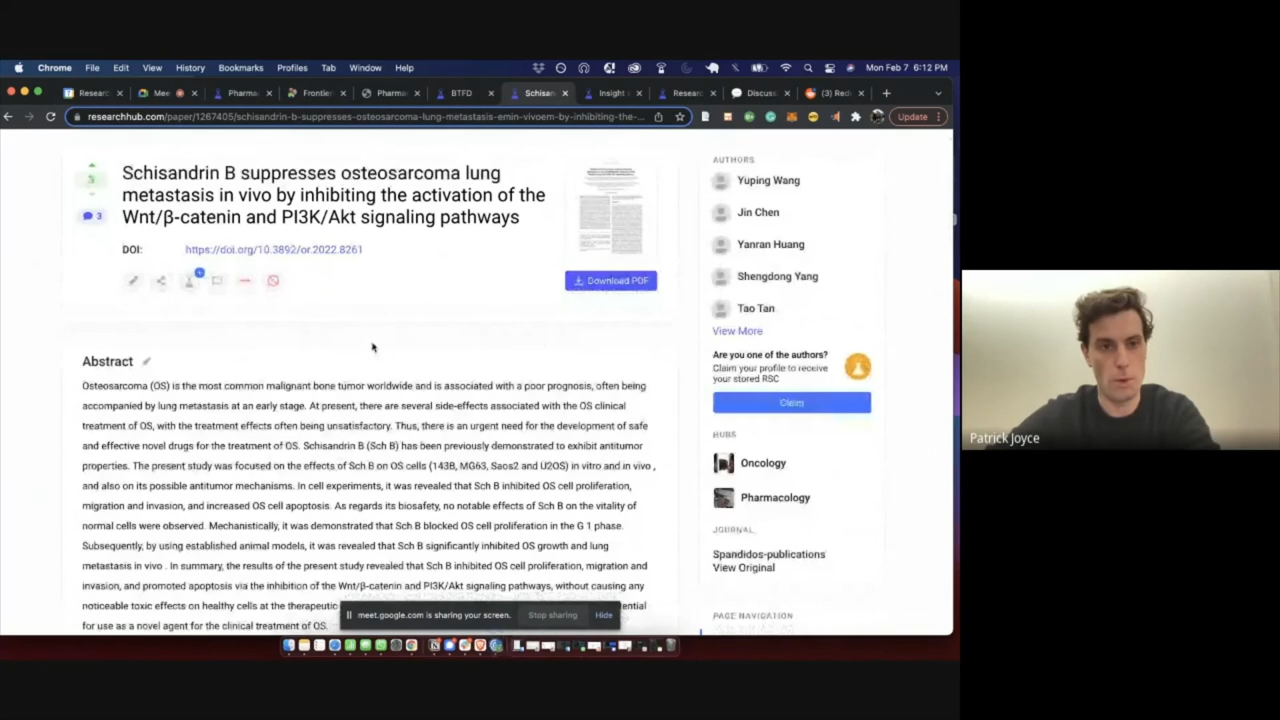 Chrome File Edit View History Bookmarks Profiles Tab Window Help Mon Feb 7 6:12 PM
Researc Mee Pharma Frontier Pharma BTFD Schisan Insight Researc Discuss (3) Red
researchhub.com/paper/1267405/schisandrin-b-suppresses-osteosarcoma-lung-metastasis-emin-vivoem-by-inhibiting-the-... Update
3
Schisandrin B suppresses osteosarcoma lung
metastasis in vivo by inhibiting the activation of the
Wnt/β-catenin and PI3K/Akt signaling pathways
3
DOI: https://doi.org/10.3892/or.2022.8261
Download PDF
Abstract
Osteosarcoma (OS) is the most common malignant bone tumor worldwide and is associated with a poor prognosis, often being
accompanied by lung metastasis at an early stage. At present, there are several side-effects associated with the OS clinical
treatment of OS, with the treatment effects often being unsatisfactory. Thus, there is an urgent need for the development of safe
and effective novel drugs for the treatment of OS. Schisandrin B (Sch B) has been previously demonstrated to exhibit antitumor
properties. The present study was focused on the effects of Sch B on OS cells (143B, MG63, Saos2 and U2OS) in vitro and in vivo ,
and also on its possible antitumor mechanisms. In cell experiments, it was revealed that Sch B inhibited OS cell proliferation,
migration and invasion, and increased OS cell apoptosis. As regards its biosafety, no notable effects of Sch B on the vitality of
normal cells were observed. Mechanistically, it was demonstrated that Sch B blocked OS cell proliferation in the G 1 phase.
Subsequently, by using established animal models, it was revealed that Sch B significantly inhibited OS growth and lung
metastasis in vivo . In summary, the results of the present study revealed that Sch B inhibited OS cell proliferation, migration and
invasion, and promoted apoptosis via the inhibition of the Wnt/β-catenin and PI3K/Akt signaling pathways, without causing any
noticeable toxic effects on healthy cells at the therapeutic
for use as a novel agent for the clinical treatment of OS.
meet.google.com is sharing your screen. Stop sharing Hide
AUTHORS
Yuping Wang
Jin Chen
Yanran Huang
Shengdong Yang
Tao Tan
View More
Are you one of the authors?
Claim your profile to receive
your stored RSC
Claim
HUBS
Oncology
Pharmacology
JOURNAL
Spandidos-publications
View Original
PAGE NAVIGATION
Patrick Joyce